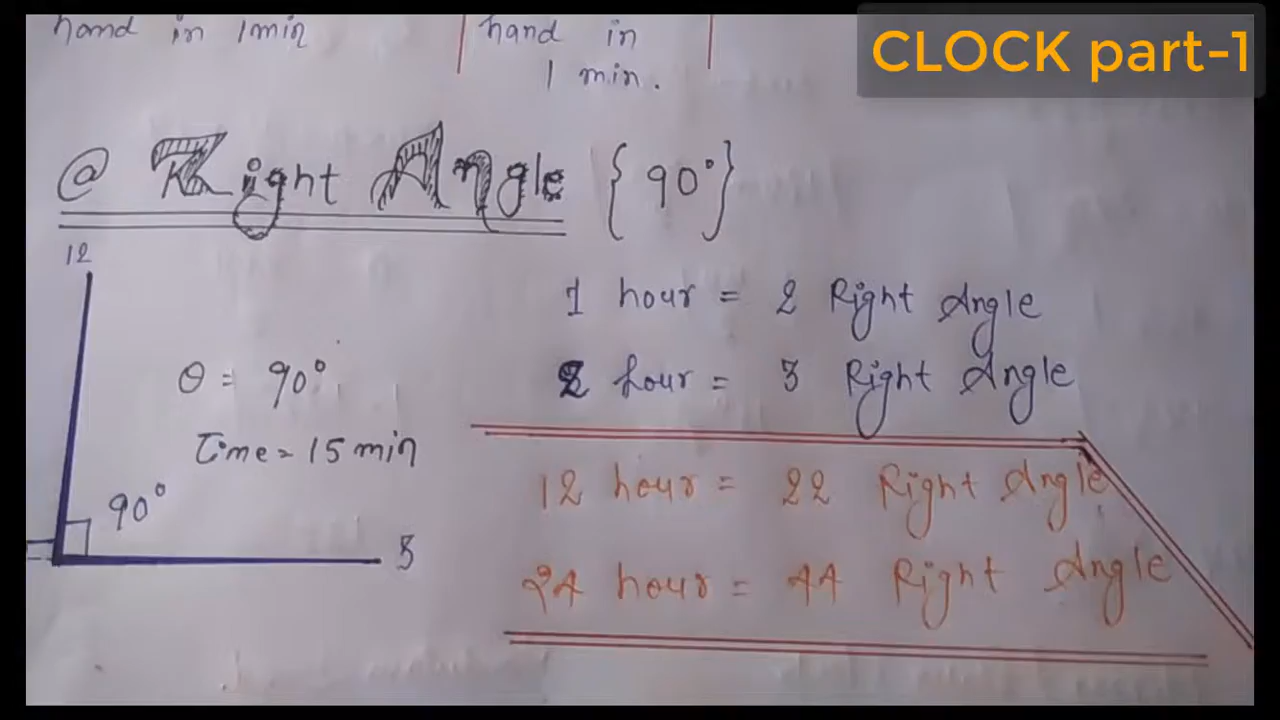 CLOCK part-1
hand in 1min
hand in
1 min.
@ Right Angle {90°}
12
θ = 90°
Time = 15 min
90°
3
1 hour = 2 Right Angle
2 hour = 3 Right Angle
12 hour = 22 Right Angle
24 hour = 44 Right Angle